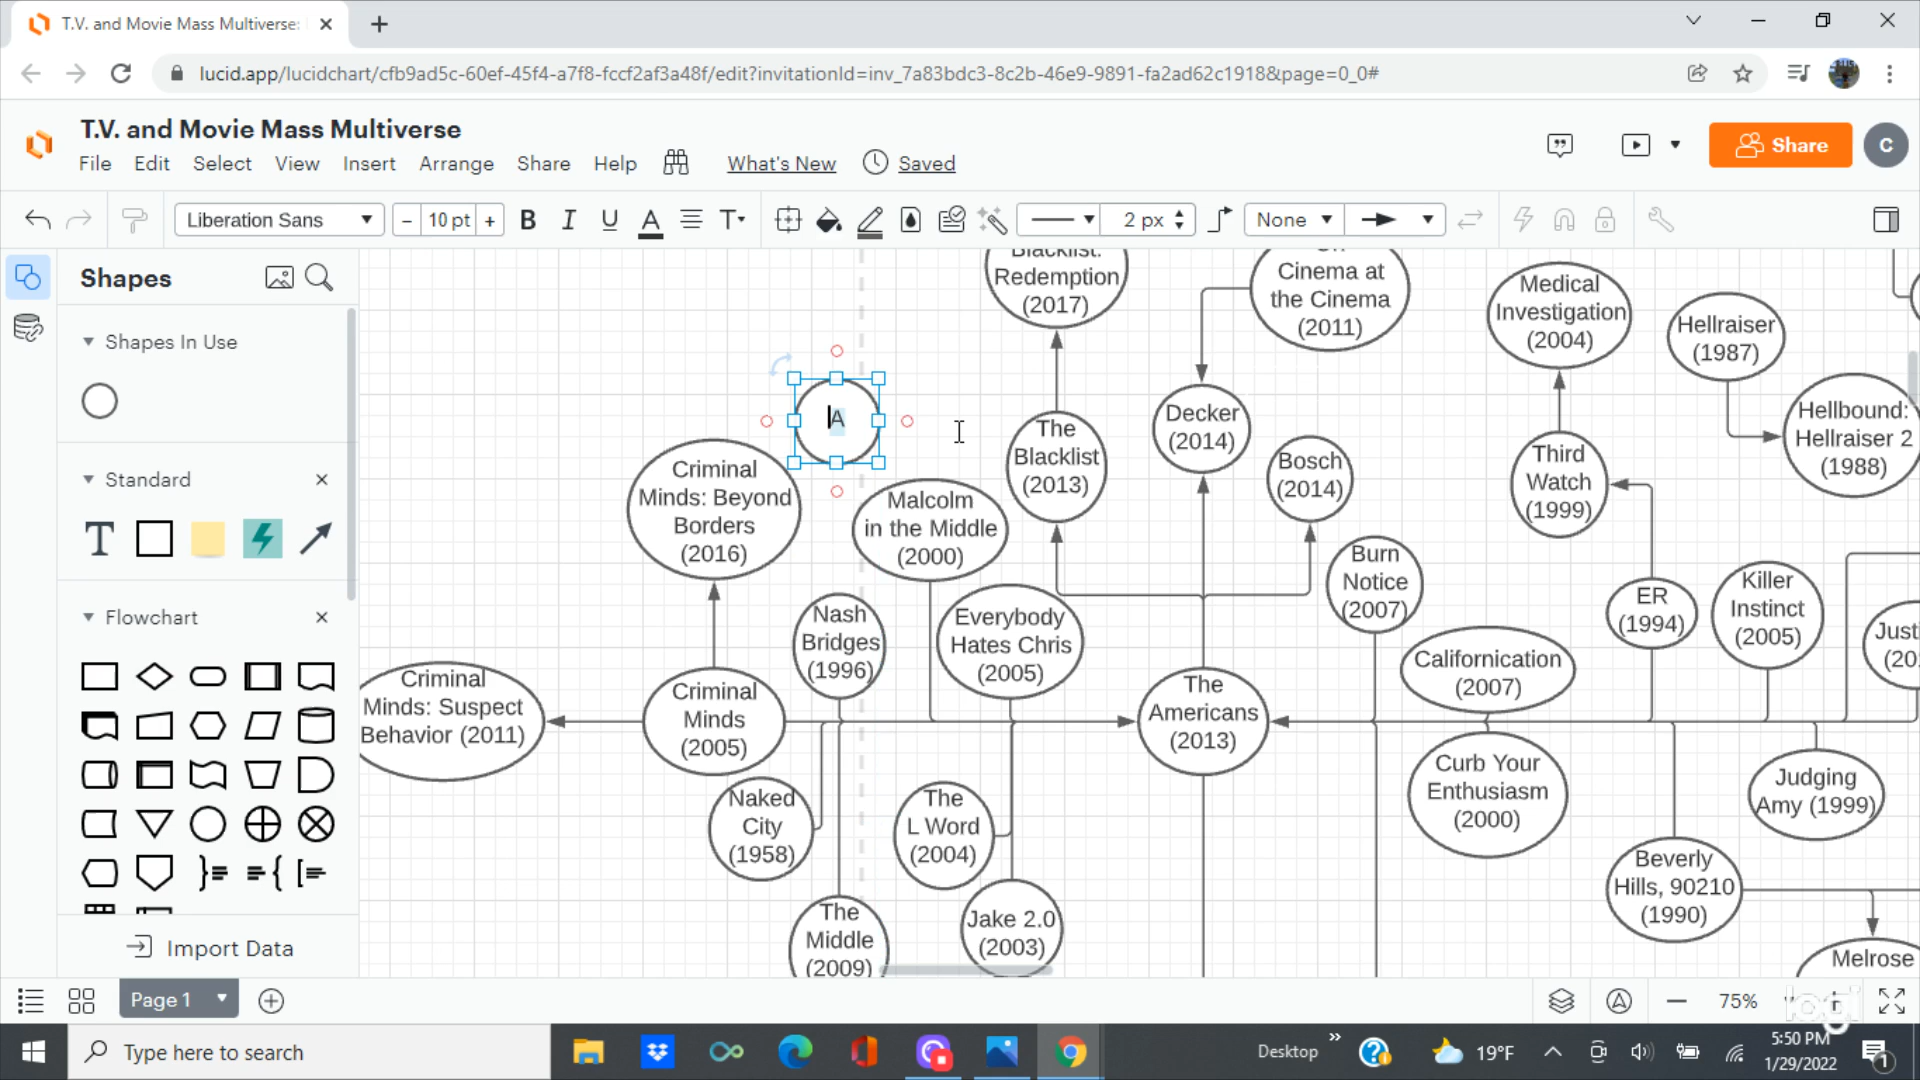 T.V. and Movie Mass Multiverse:
lucid.app/lucidchart/cfb9ad5c-60ef-45f4-a7f8-fccf2af3a48f/edit?invitationId=inv_7a83bdc3-8c2b-46e9-9891-fa2ad62c1918&page=0_0#
T.V. and Movie Mass Multiverse
File Edit Select View Insert Arrange Share Help What's New Saved
Share
C
Liberation Sans
− 10 pt +
B I U A T
2 px
None
Shapes
Shapes In Use
Standard
T
Flowchart
Import Data
Redemption
(2017)
Cinema at
the Cinema
(2011)
Medical
Investigation
(2004)
Hellraiser
(1987)
A
Decker
(2014)
The
Blacklist
(2013)
Hellbound:
Hellraiser 2
(1988)
Criminal
Minds: Beyond
Borders
(2016)
Malcolm
in the Middle
(2000)
Bosch
(2014)
Third
Watch
(1999)
Burn
Notice
(2007)
Nash
Bridges
(1996)
Everybody
Hates Chris
(2005)
ER
(1994)
Killer
Instinct
(2005)
Californication
(2007)
Criminal
Minds: Suspect
Behavior (2011)
Criminal
Minds
(2005)
The
Americans
(2013)
Curb Your
Enthusiasm
(2000)
Judging
Amy (1999)
Naked
City
(1958)
The
L Word
(2004)
Beverly
Hills, 90210
(1990)
The
Middle
(2009)
Jake 2.0
(2003)
Melrose
Page 1
75%
logi
Type here to search
Desktop
19°F
5:50 PM
1/29/2022
1